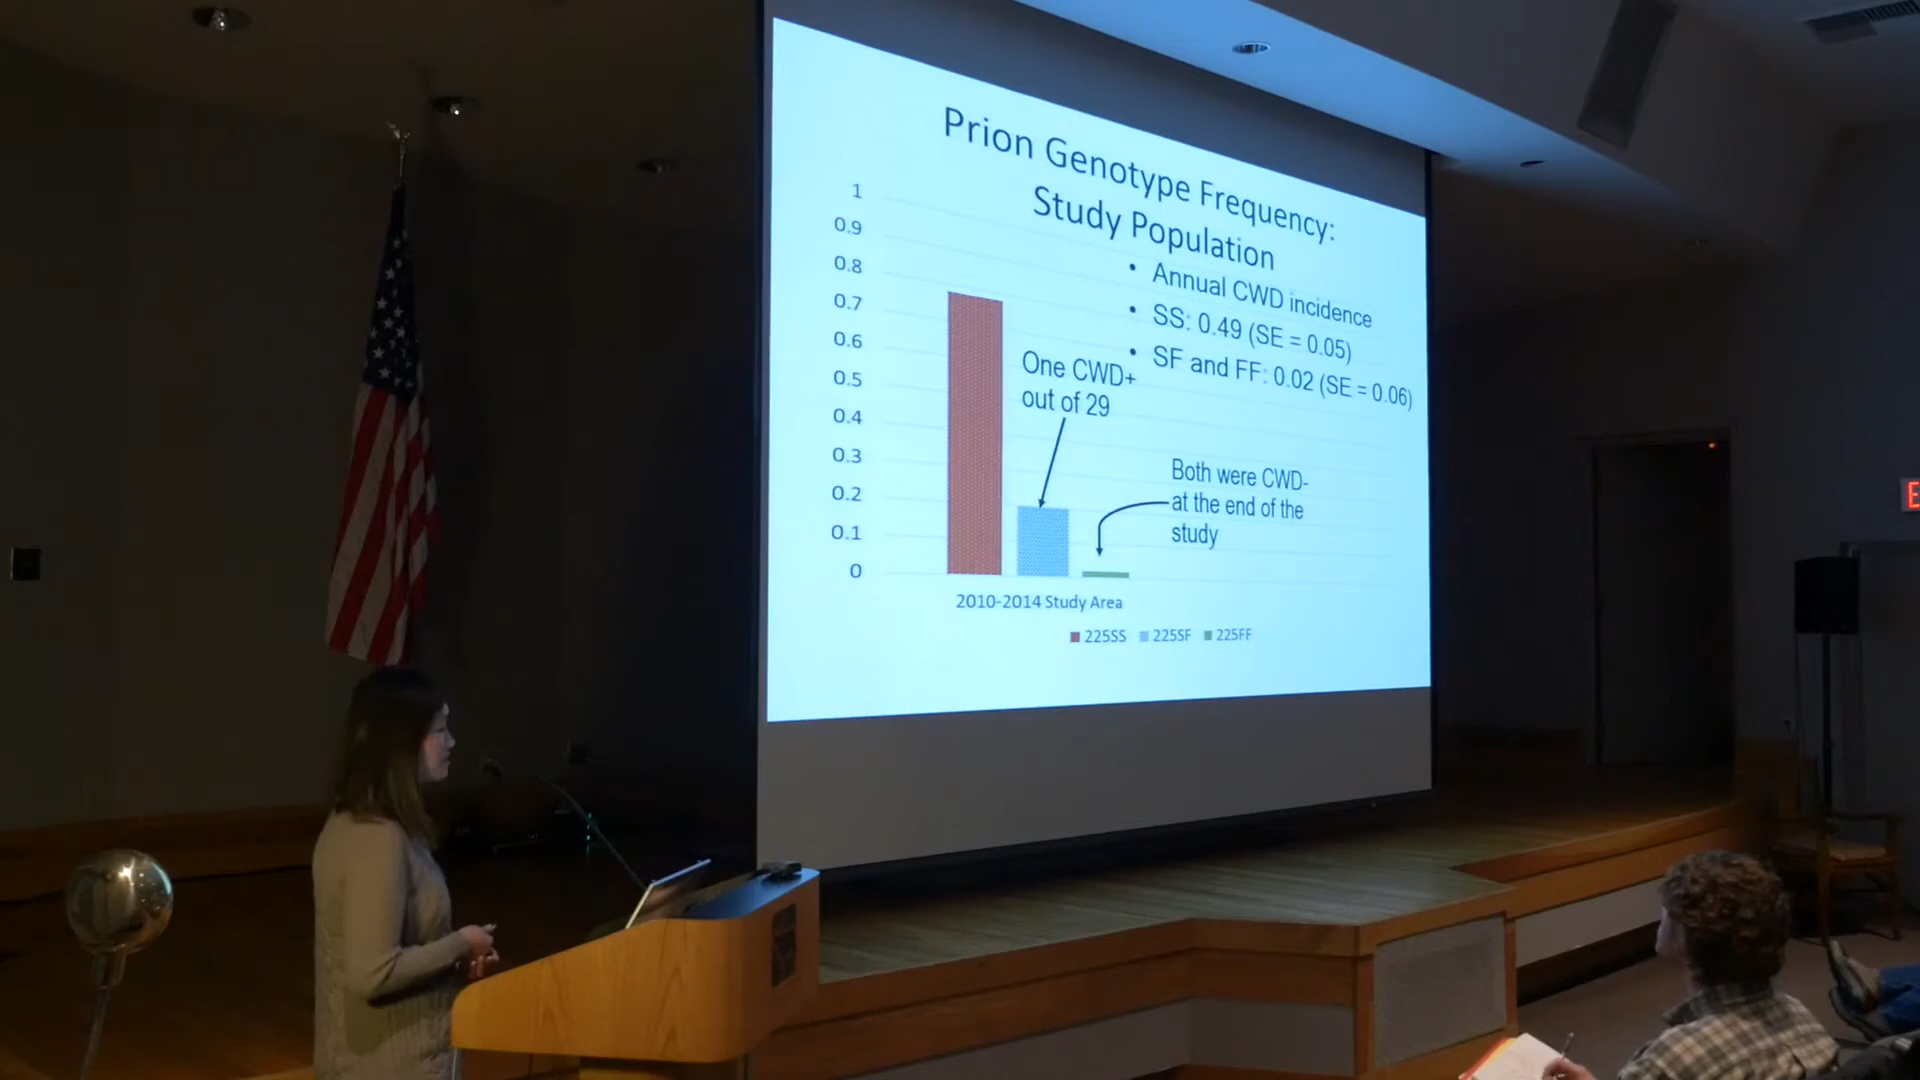 Prion Genotype Frequency:
Study Population
• Annual CWD incidence
• SS: 0.49 (SE = 0.05)
• SF and FF: 0.02 (SE = 0.06)
1
0.9
0.8
0.7
0.6
0.5
0.4
0.3
0.2
0.1
0
One CWD+
out of 29
Both were CWD-
at the end of the
study
2010-2014 Study Area
225SS 225SF 225FF